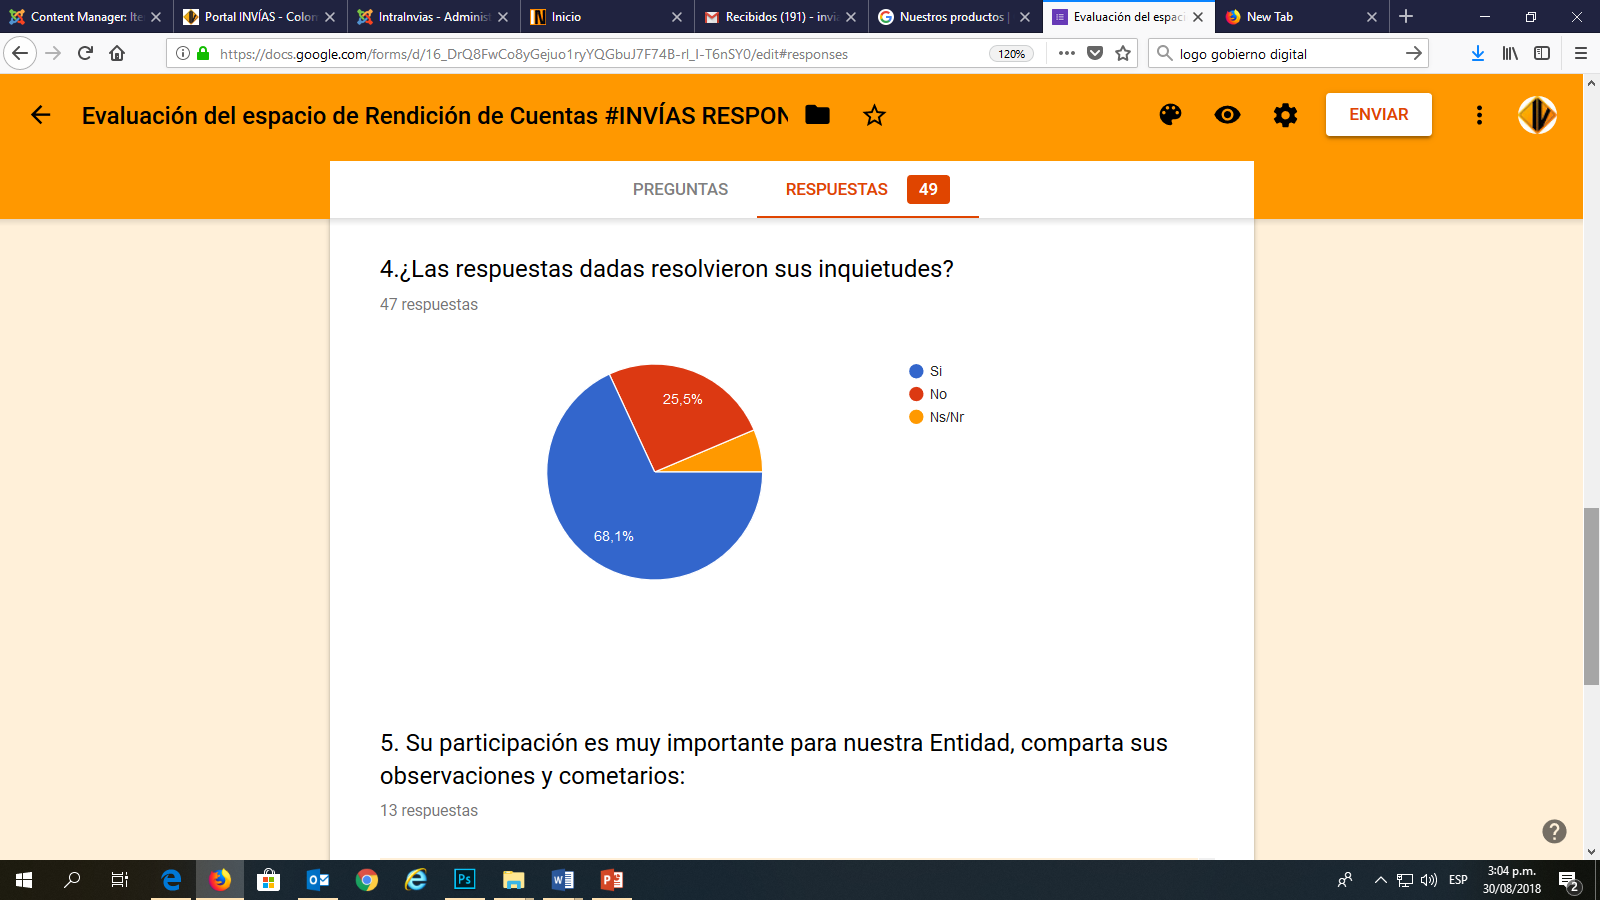 Content Manager: Ite
Portal INVÍAS - Color
IntraInvias - Administ
Inicio
Recibidos (191) - invia
Nuestros productos |
Evaluación del espaci
New Tab
https://docs.google.com/forms/d/16_DrQ8FwCo8yGejuo1ryYQGbuJ7F74B-rl_I-T6nSY0/edit#responses
120%
logo gobierno digital
Evaluación del espacio de Rendición de Cuentas #INVÍAS RESPON
ENVIAR
PREGUNTAS
RESPUESTAS 49
4.¿Las respuestas dadas resolvieron sus inquietudes?
47 respuestas
Si
No
Ns/Nr
25,5%
68,1%
5. Su participación es muy importante para nuestra Entidad, comparta sus
observaciones y cometarios:
13 respuestas
ESP
3:04 p.m.
30/08/2018
2